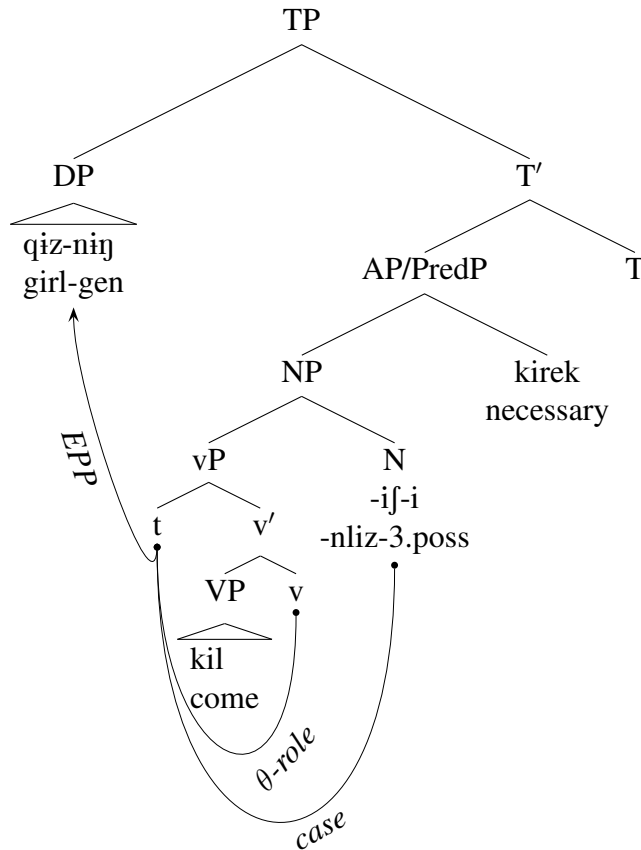 TP
DP
T′
qɨz-nɨŋ
girl-gen
AP/PredP
T
NP
kirek
necessary
EPP
vP
N
-iʃ-i
-nliz-3.poss
t
v′
VP
v
kil
come
θ-role
case